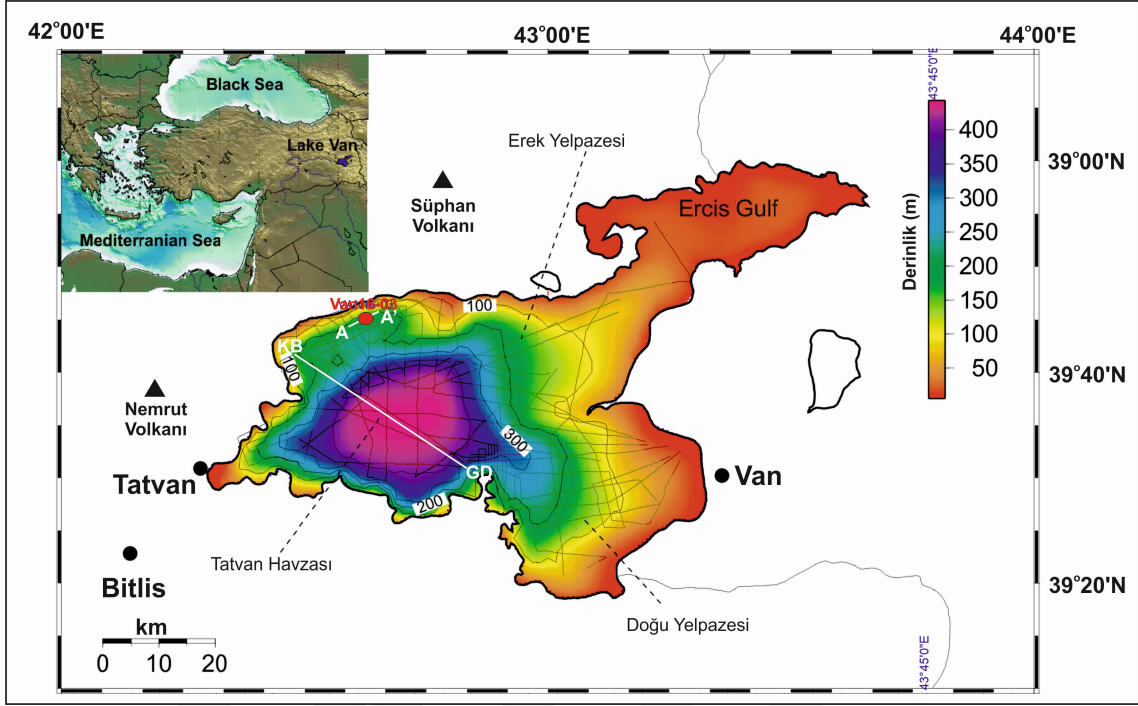 42°00'E
43°00'E
44°00'E
43°45'0"E
Black Sea
Lake Van
Mediterranean Sea
Erek Yelpazesi
Süphan
Volkanı
Ercis Gulf
Derinlik (m)
400
350
300
250
200
150
100
50
39°00'N
39°40'N
39°20'N
100
A
A'
KB
100
Nemrut
Volkanı
300
GD
200
Tatvan
Van
Tatvan Havzası
Bitlis
Doğu Yelpazesi
km
0 10 20
43°45'0"E